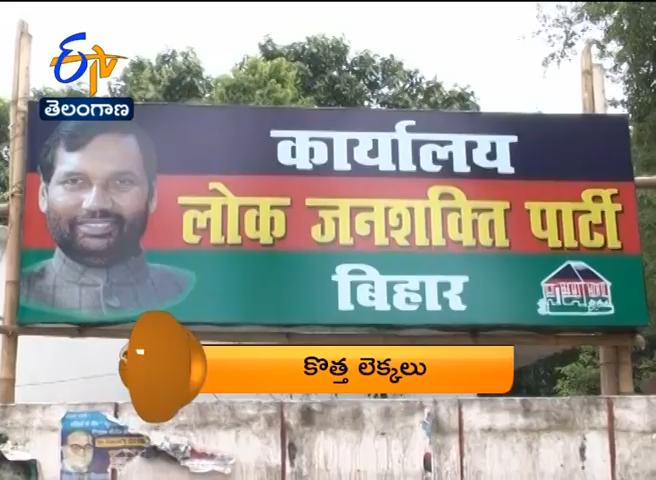 ETV
తెలంగాణ
कार्यालय
लोक जनशक्ति पार्टी
बिहार
కొత్త లెక్కలు